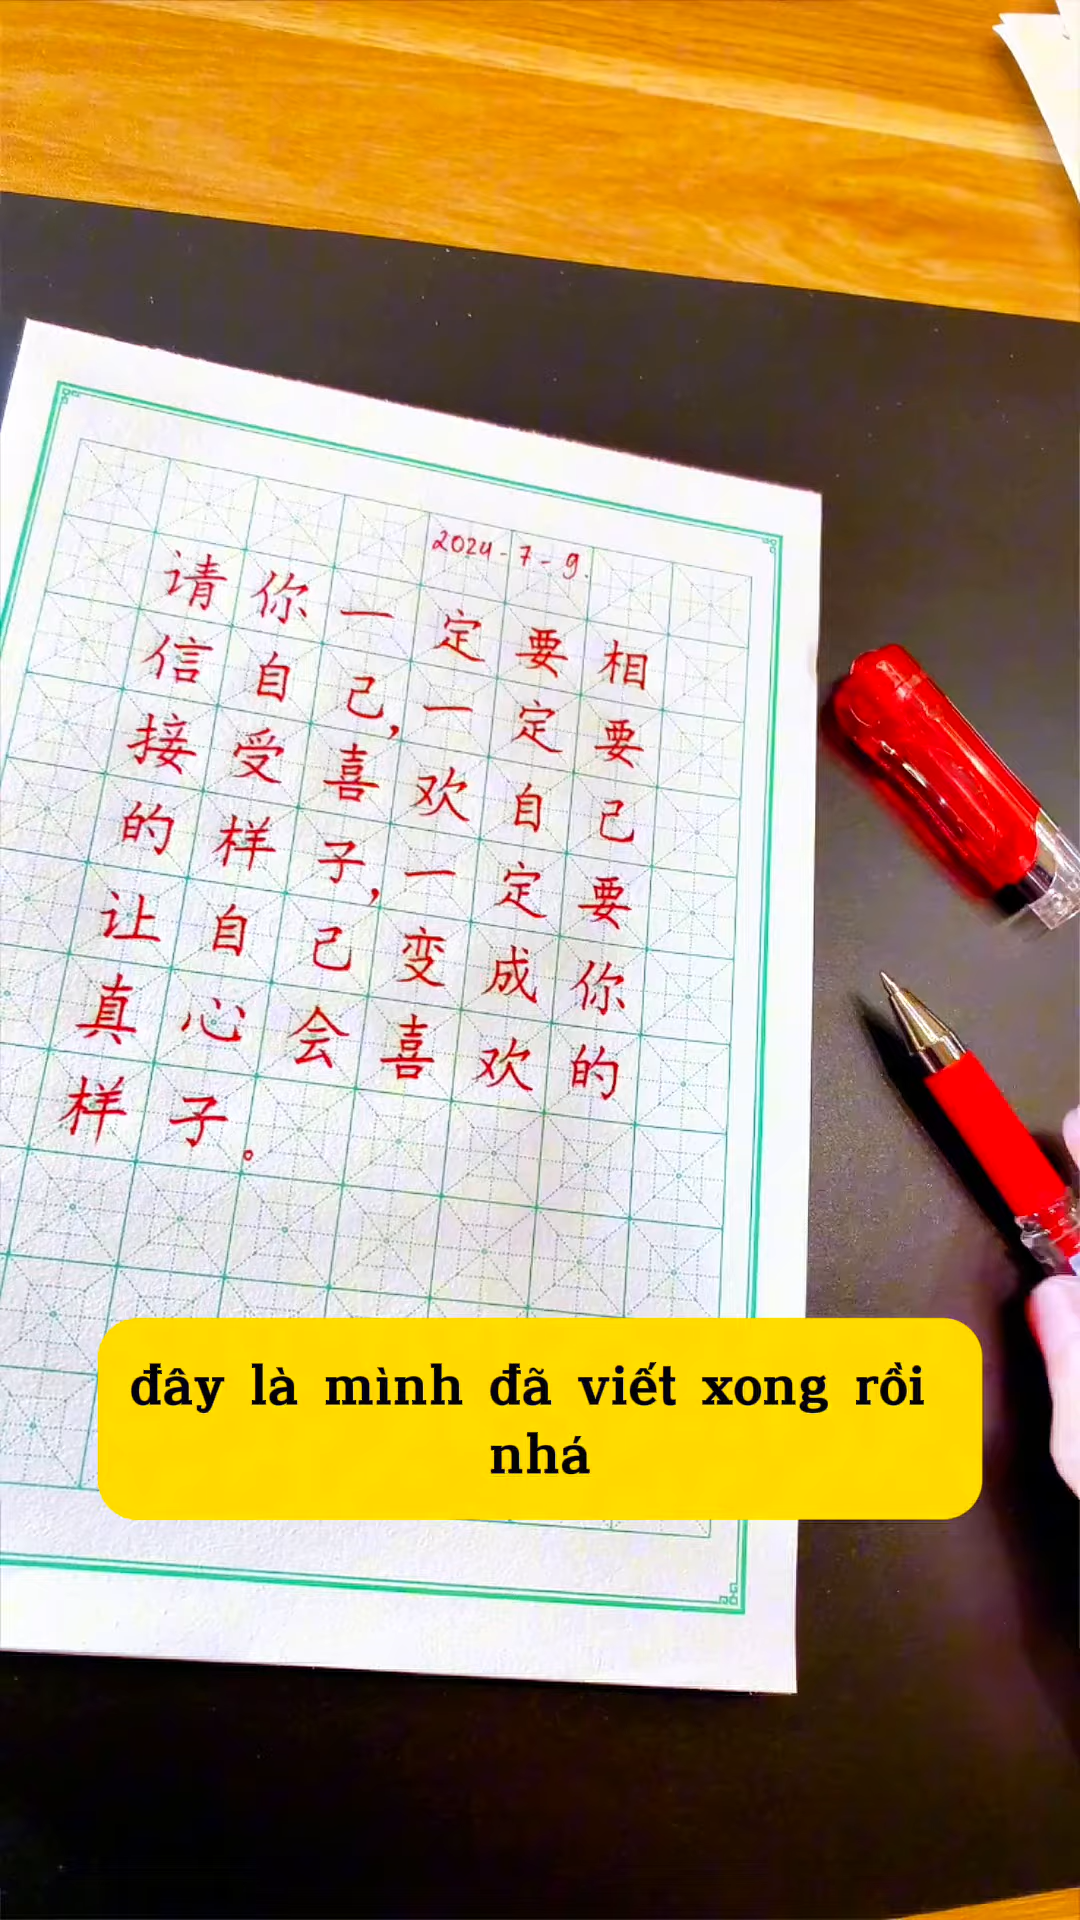 2024-7-9.
请你一定要相
信自己,一定要
接受喜欢自己
的样子,一定要
让自己变成你
真心会喜欢的
样子。
đây là mình đã viết xong rồi
nhá